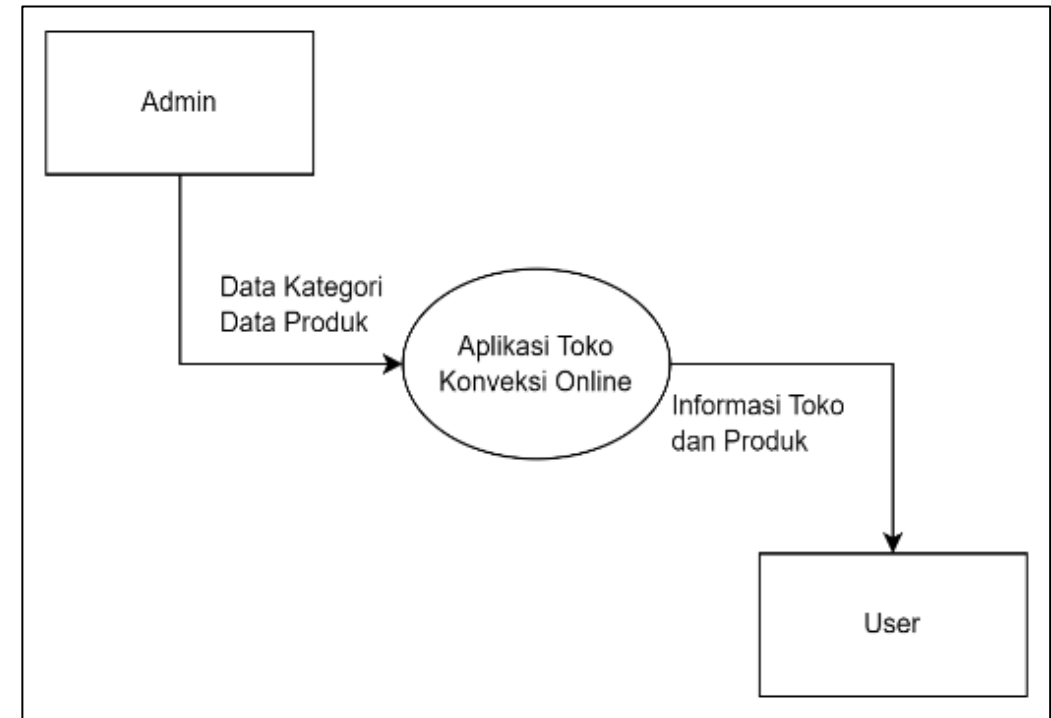 Admin
Data Kategori
Data Produk
Aplikasi Toko
Konveksi Online
Informasi Toko
dan Produk
User